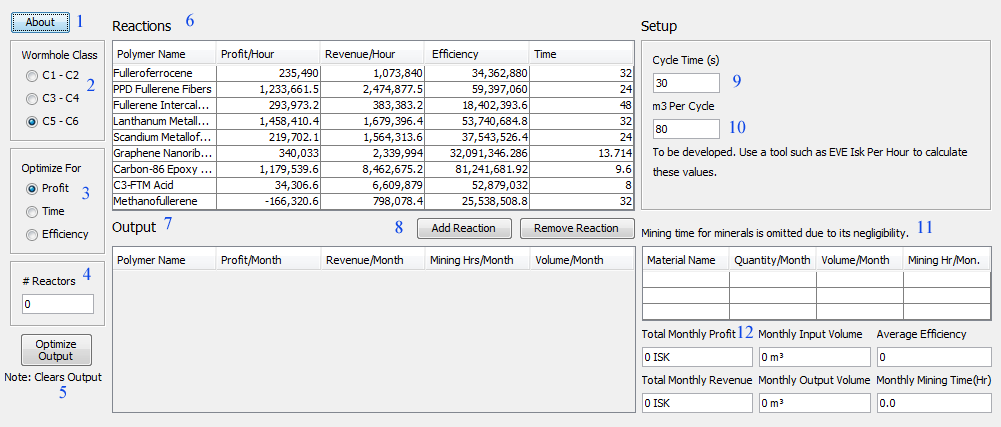 About 1
Wormhole Class
C1 - C2
C3 - C4
C5 - C6
2
Optimize For
Profit
Time
Efficiency
3
4
# Reactors
0
Optimize
Output
Note: Clears Output
5
Reactions 6
Polymer Name Profit/Hour Revenue/Hour Efficiency Time
Fulleroferrocene 235,490 1,073,840 34,362,880 32
PPD Fullerene Fibers 1,233,661.5 2,474,877.5 59,397,060 24
Fullerene Intercal... 293,973.2 383,383.2 18,402,393.6 48
Lanthanum Metall... 1,458,410.4 1,679,396.4 53,740,684.8 32
Scandium Metallof... 219,702.1 1,564,313.6 37,543,526.4 24
Graphene Nanorib... 340,033 2,339,994 32,091,346.286 13.714
Carbon-86 Epoxy ... 1,179,539.6 8,462,675.2 81,241,681.92 9.6
C3-FTM Acid 34,306.6 6,609,879 52,879,032 8
Methanofullerene -166,320.6 798,078.4 25,538,508.8 32
Output 7
8 Add Reaction Remove Reaction
Polymer Name Profit/Month Revenue/Month Mining Hrs/Month Volume/Month
Setup
Cycle Time (s)
30 9
m3 Per Cycle
80 10
To be developed. Use a tool such as EVE Isk Per Hour to calculate
these values.
Mining time for minerals is omitted due to its negligibility. 11
Material Name Quantity/Month Volume/Month Mining Hr/Mon.
Total Monthly Profit 12 Monthly Input Volume Average Efficiency
0 ISK 0 m³ 0
Total Monthly Revenue Monthly Output Volume Monthly Mining Time(Hr)
0 ISK 0 m³ 0.0